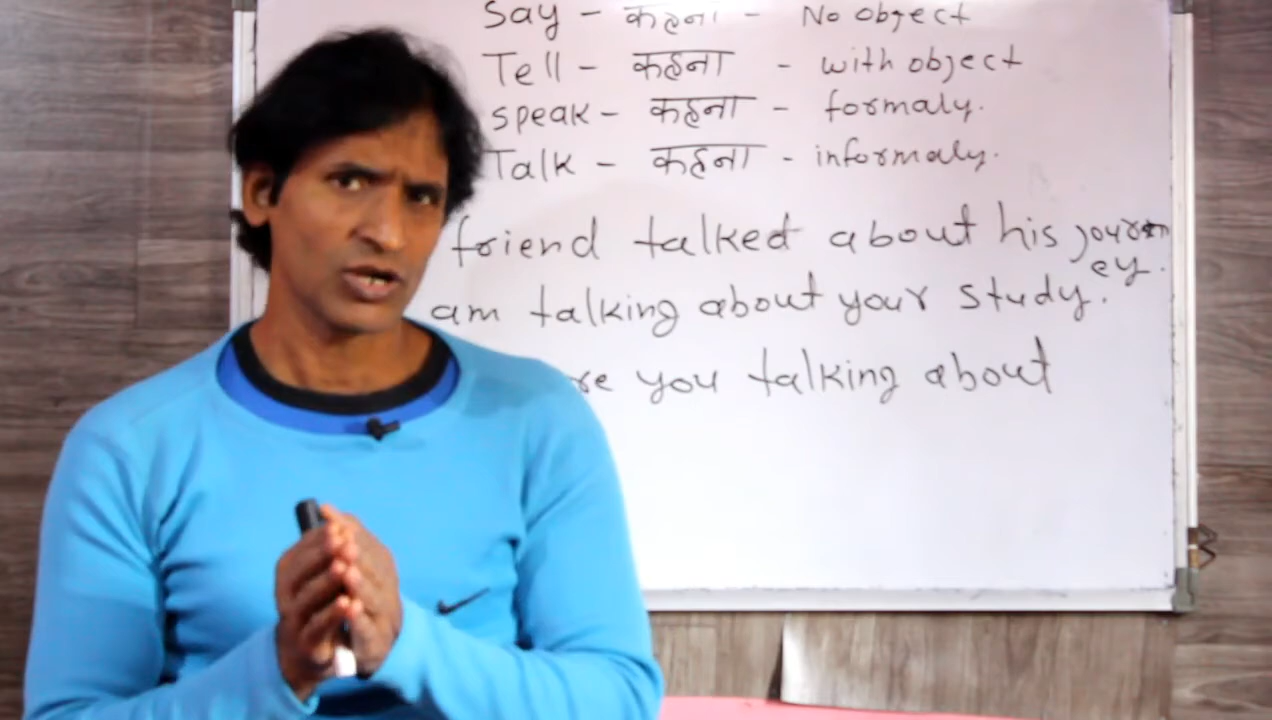 Say - कहना - No object
Tell - कहना - with object
speak - कहना - formaly.
Talk - कहना - informaly.
friend talked about his journey.
am talking about your study.
re you talking about